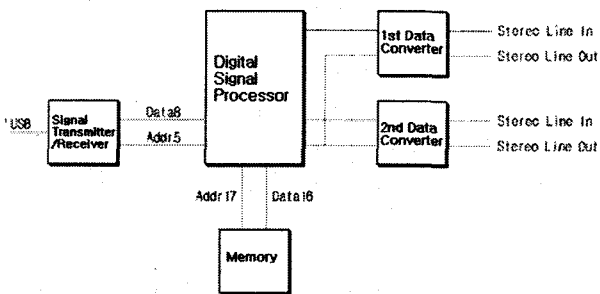 Digital
Signal
Processor
1st Data
Converter
Stereo Line In
Stereo Line Out
USB
Signal
Transmitter
/Receiver
Data8
Addr5
2nd Data
Converter
Stereo Line In
Stereo Line Out
Addr17
Data16
Memory